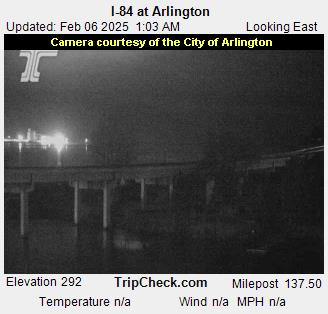 I-84 at Arlington
Updated: Feb 06 2025 1:03 AM Looking East
Camera courtesy of the City of Arlington
Elevation 292 TripCheck.com Milepost 137.50
Temperature n/a Wind n/a MPH n/a